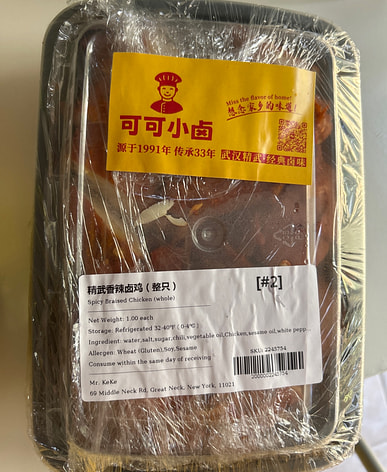 Miss the flavor of home?
想念家乡的味道!
可可小卤
源于1991年 传承33年
武汉精武 经典卤味
精武香辣卤鸡（整只）
[#2]
Spicy Braised Chicken (whole)
Net Weight: 1.00 each
Storage: Refrigerated 32-40°F ( 0-4°C )
Ingredient: water,salt,sugar,chili,vegetable oil,Chicken,sesame oil,white pepp
Allergen: Wheat (Gluten),Soy,Sesame
Consume within the same day of receiving
SKU: 2245754
Mr. KeKe
69 Middle Neck Rd, Great Neck, New York, 11021